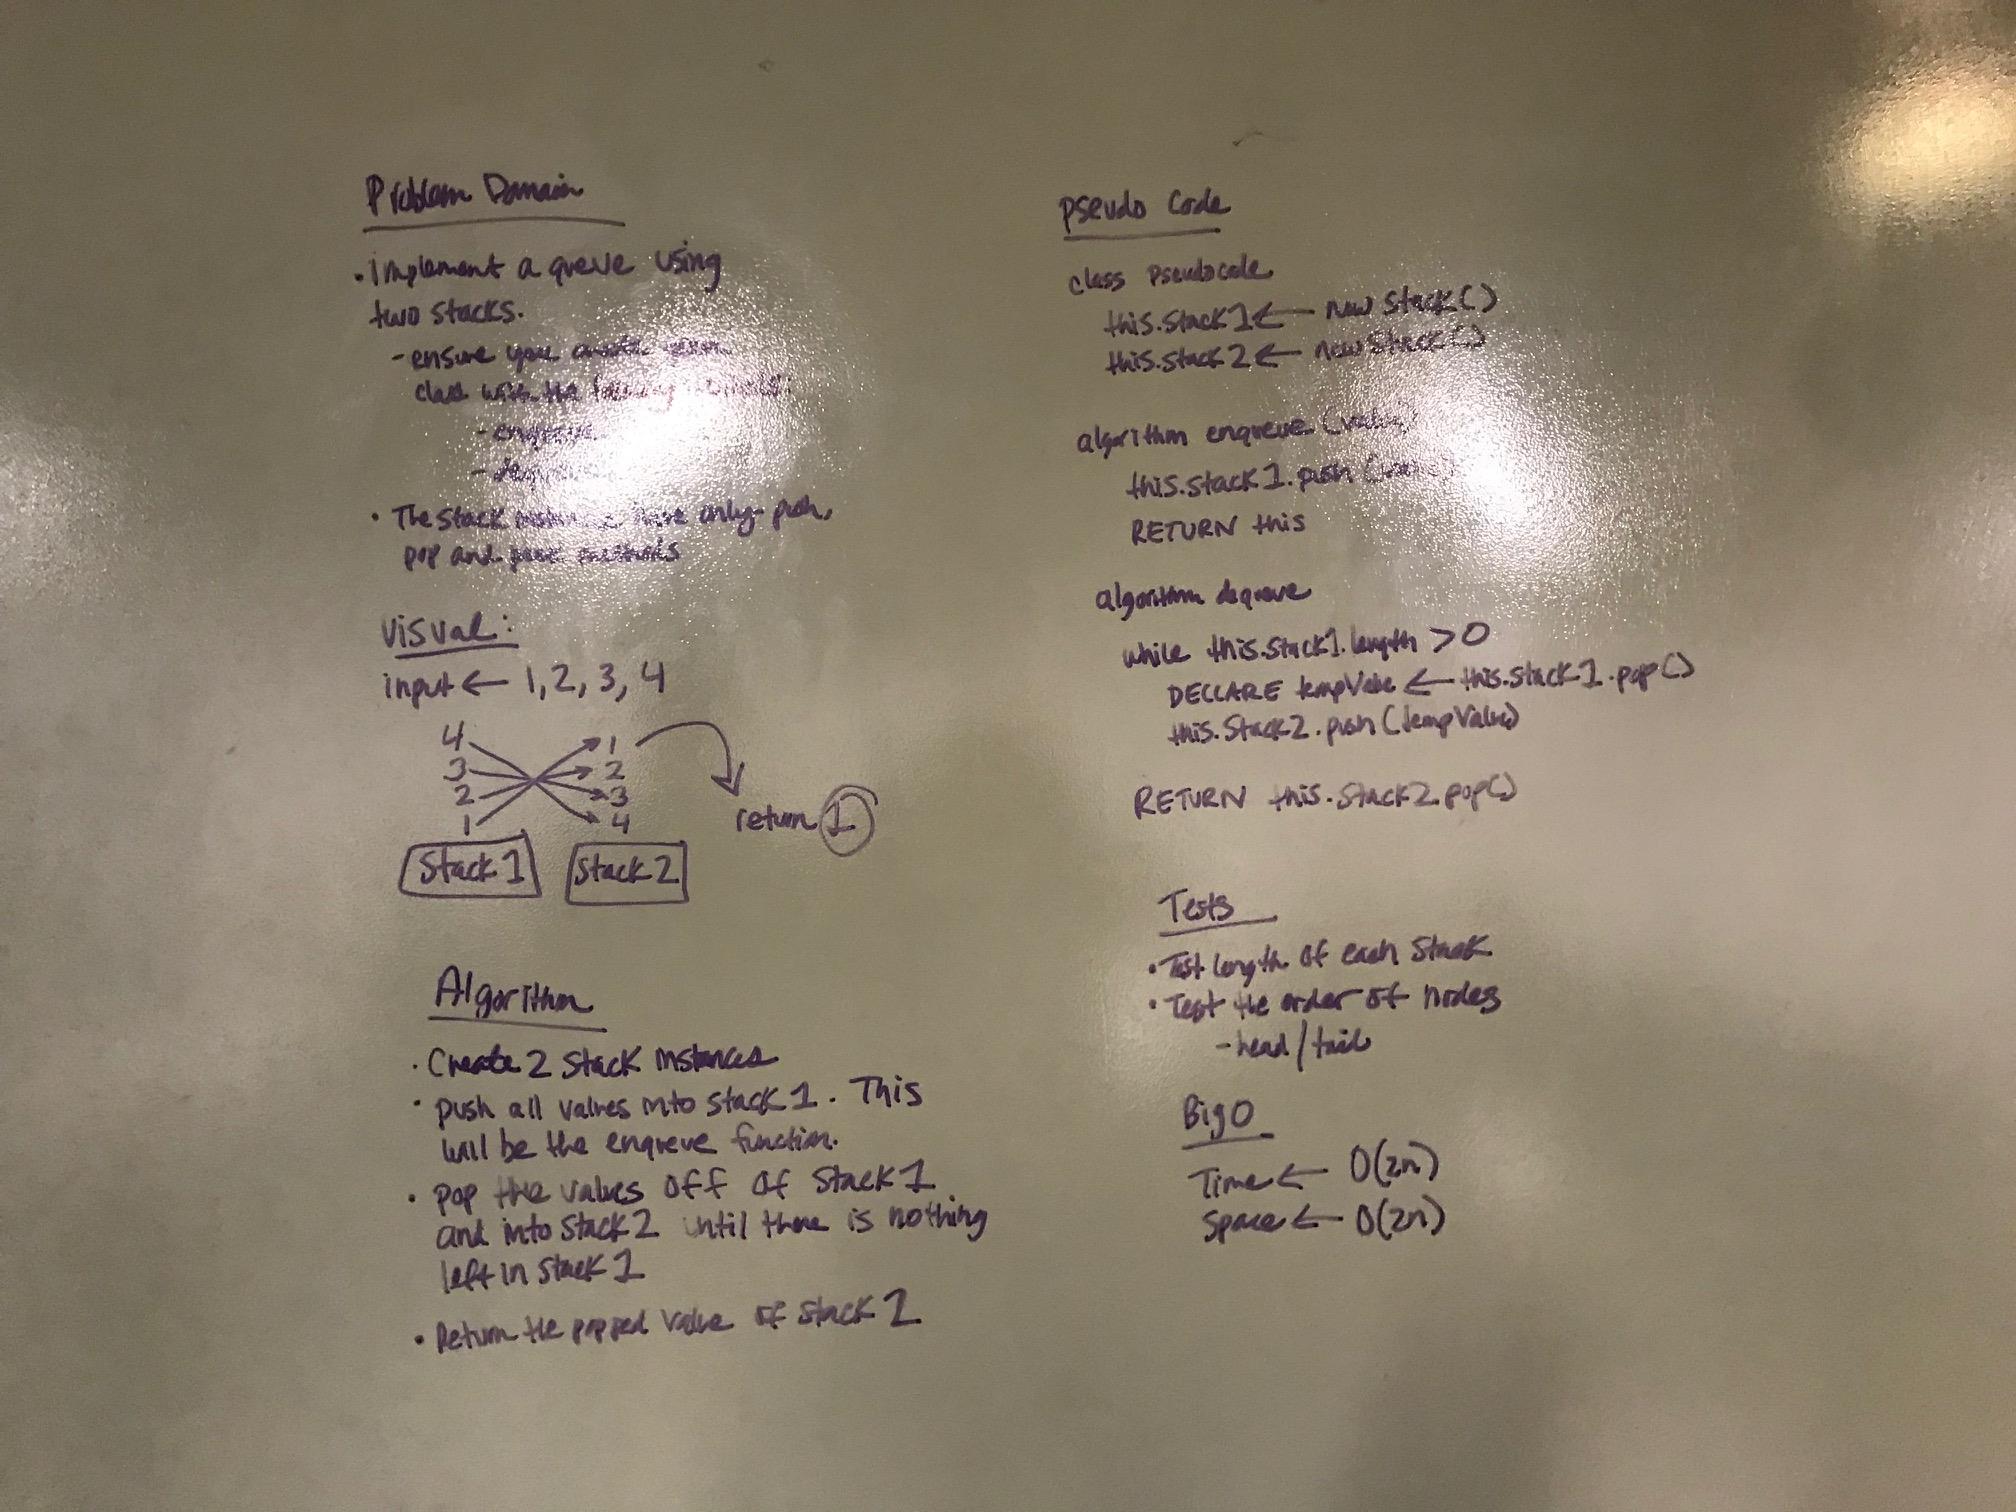 Problem Domain
• implement a queue using
two stacks.
- ensure you create your
class with the following methods:
- enqueue
- dequeue
• The Stack instance have only push,
pop and peek methods
Visual:
input ← 1, 2, 3, 4
4 1
3 2
2 3
1 4
return 1
Stack 1 Stack 2
Algorithm
• Create 2 Stack instances
• push all values into Stack 1. This
will be the enqueue function.
• Pop the values off of Stack 1
and into Stack 2 until there is nothing
left in Stack 1
• Return the popped value of Stack 2
Pseudo Code
class Pseudocode
this.Stack1 ← new Stack()
this.Stack2 ← new Stack()
algorithm enqueue (value)
this.Stack1.push(
RETURN this
algorithm dequeue
while this.Stack1.length > 0
DECLARE tempValue ← this.Stack1.pop()
this.Stack2.push(tempValue)
RETURN this.Stack2.pop()
Tests
• Test length of each Stack
• Test the order of nodes
- head/tail
Big O
Time ← O(2n)
Space ← O(2n)